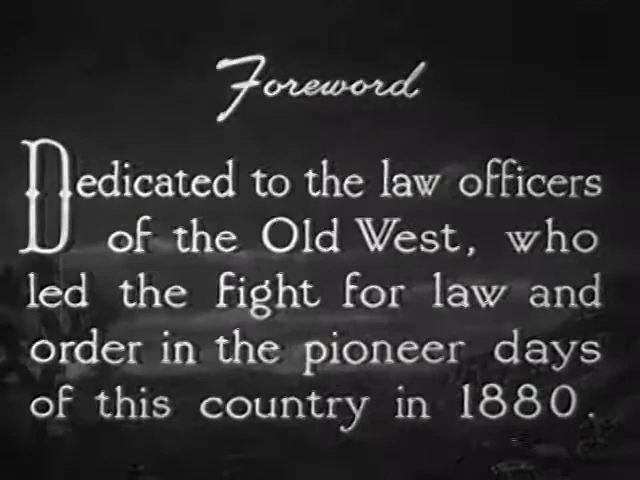 Foreword
Dedicated to the law officers
of the Old West, who
led the fight for law and
order in the pioneer days
of this country in 1880.